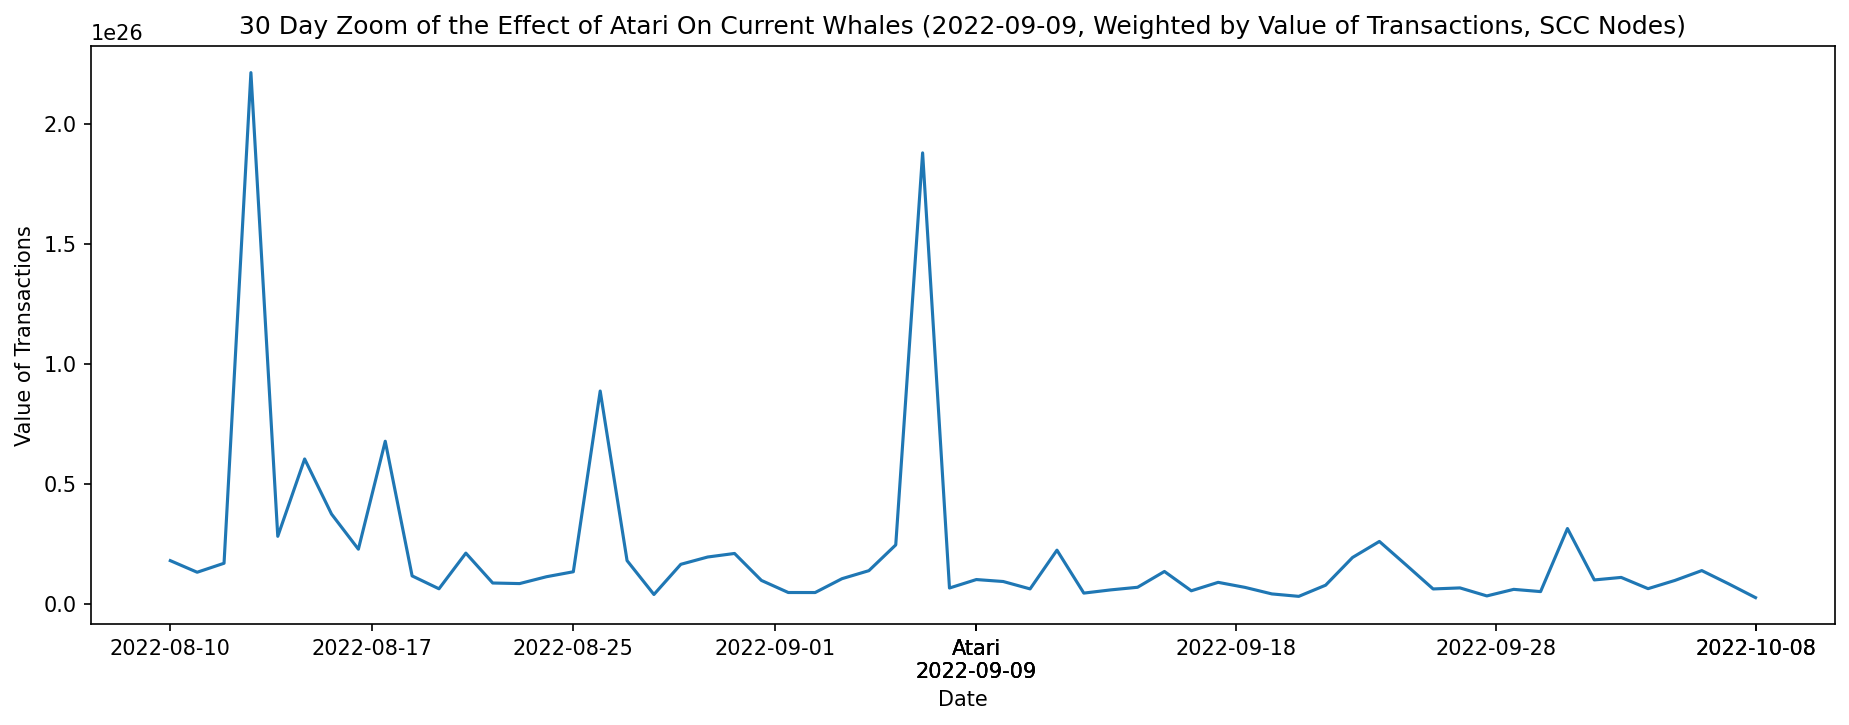 30 Day Zoom of the Effect of Atari On Current Whales (2022-09-09, Weighted by Value of Transactions, SCC Nodes)
1e26
2.0
1.5
1.0
0.5
0.0
Value of Transactions
2022-08-10 2022-08-17 2022-08-25 2022-09-01 Atari 2022-09-18 2022-09-28 2022-10-08
2022-09-09
Date